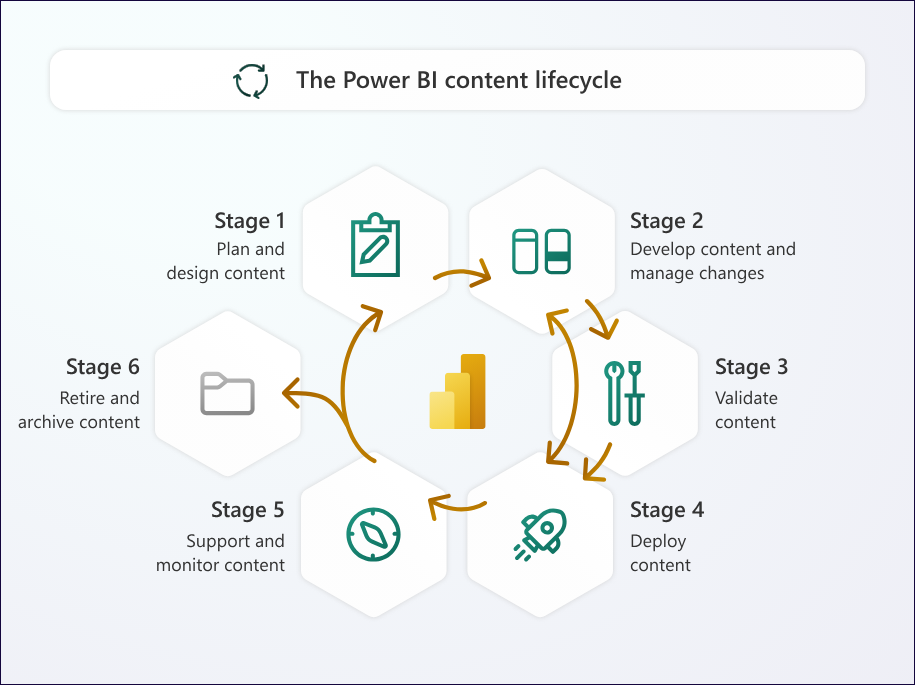 The Power BI content lifecycle
Stage 1
Plan and
design content
Stage 2
Develop content and
manage changes
Stage 3
Validate
content
Stage 4
Deploy
content
Stage 5
Support and
monitor content
Stage 6
Retire and
archive content